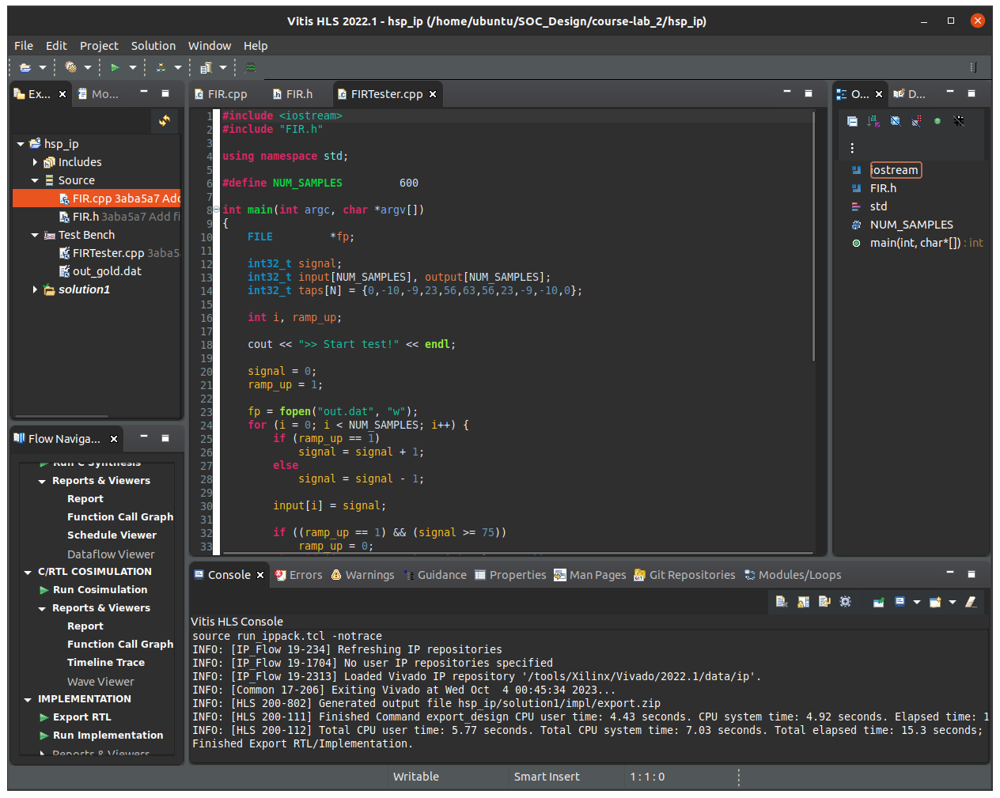 Vitis HLS 2022.1 - hsp_ip (/home/ubuntu/SOC_Design/course-lab_2/hsp_ip)
File Edit Project Solution Window Help
Ex... Mo...
hsp_ip
Includes
Source
FIR.cpp 3aba5a7 Add
FIR.h 3aba5a7 Add fi
Test Bench
FIRTester.cpp 3aba5
out_gold.dat
solution1
Flow Naviga...
Run C Synthesis
Reports & Viewers
Report
Function Call Graph
Schedule Viewer
Dataflow Viewer
C/RTL COSIMULATION
Run Cosimulation
Reports & Viewers
Report
Function Call Graph
Timeline Trace
Wave Viewer
IMPLEMENTATION
Export RTL
Run Implementation
Reports & Viewers
FIR.cpp FIR.h FIRTester.cpp
1 #include <iostream>
2 #include "FIR.h"
3
4 using namespace std;
5
6 #define NUM_SAMPLES 600
7
8 int main(int argc, char *argv[])
9 {
10 FILE *fp;
11
12 int32_t signal;
13 int32_t input[NUM_SAMPLES], output[NUM_SAMPLES];
14 int32_t taps[N] = {0,-10,-9,23,56,63,56,23,-9,-10,0};
15
16 int i, ramp_up;
17
18 cout << ">> Start test!" << endl;
19
20 signal = 0;
21 ramp_up = 1;
22
23 fp = fopen("out.dat", "w");
24 for (i = 0; i < NUM_SAMPLES; i++) {
25 if (ramp_up == 1)
26 signal = signal + 1;
27 else
28 signal = signal - 1;
29
30 input[i] = signal;
31
32 if ((ramp_up == 1) && (signal >= 75))
33 ramp_up = 0;
O... D...
iostream
FIR.h
std
NUM_SAMPLES
main(int, char*[]) : int
Console Errors Warnings Guidance Properties Man Pages Git Repositories Modules/Loops
Vitis HLS Console
source run_ippack.tcl -notrace
INFO: [IP_Flow 19-234] Refreshing IP repositories
INFO: [IP_Flow 19-1704] No user IP repositories specified
INFO: [IP_Flow 19-2313] Loaded Vivado IP repository '/tools/Xilinx/Vivado/2022.1/data/ip'.
INFO: [Common 17-206] Exiting Vivado at Wed Oct  4 00:45:34 2023...
INFO: [HLS 200-802] Generated output file hsp_ip/solution1/impl/export.zip
INFO: [HLS 200-111] Finished Command export_design CPU user time: 4.43 seconds. CPU system time: 4.92 seconds. Elapsed time: 1
INFO: [HLS 200-112] Total CPU user time: 5.77 seconds. Total CPU system time: 7.03 seconds. Total elapsed time: 15.3 seconds;
Finished Export RTL/Implementation.
Writable Smart Insert 1 : 1 : 0